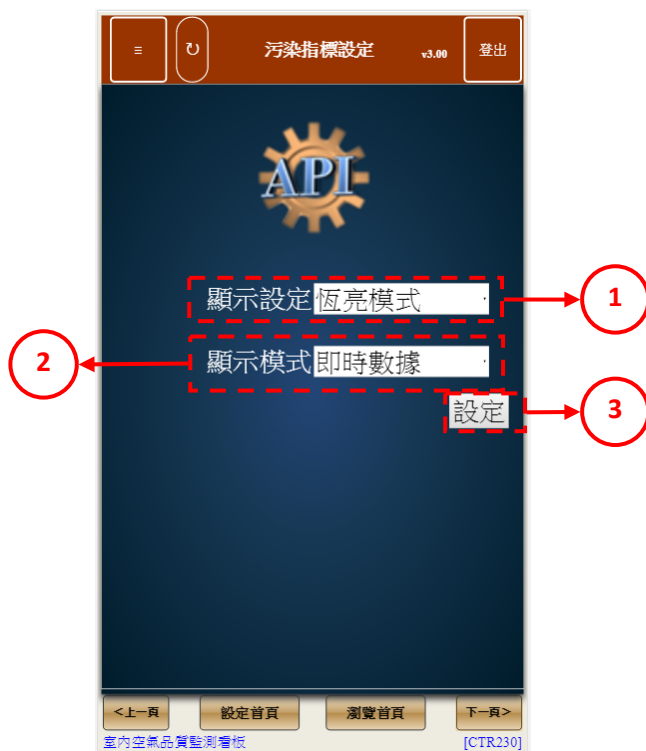 ≡ ↻ 污染指標設定 v3.00 登出
API
顯示設定 恆亮模式
1
顯示模式 即時數據
2
設定
3
<上一頁 設定首頁 瀏覽首頁 下一頁>
室內空氣品質監測看板 [CTR230]